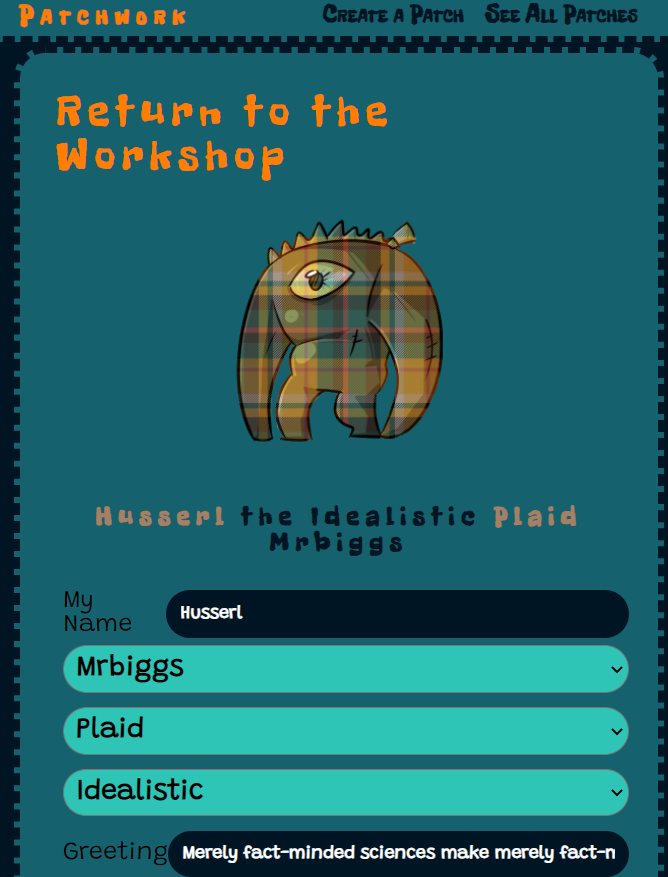 Patchwork
Create a Patch See All Patches
Return to the
Workshop
Husserl the Idealistic Plaid
Mrbiggs
My
Name
Husserl
Mrbiggs
Plaid
Idealistic
Greeting Merely fact-minded sciences make merely fact-m